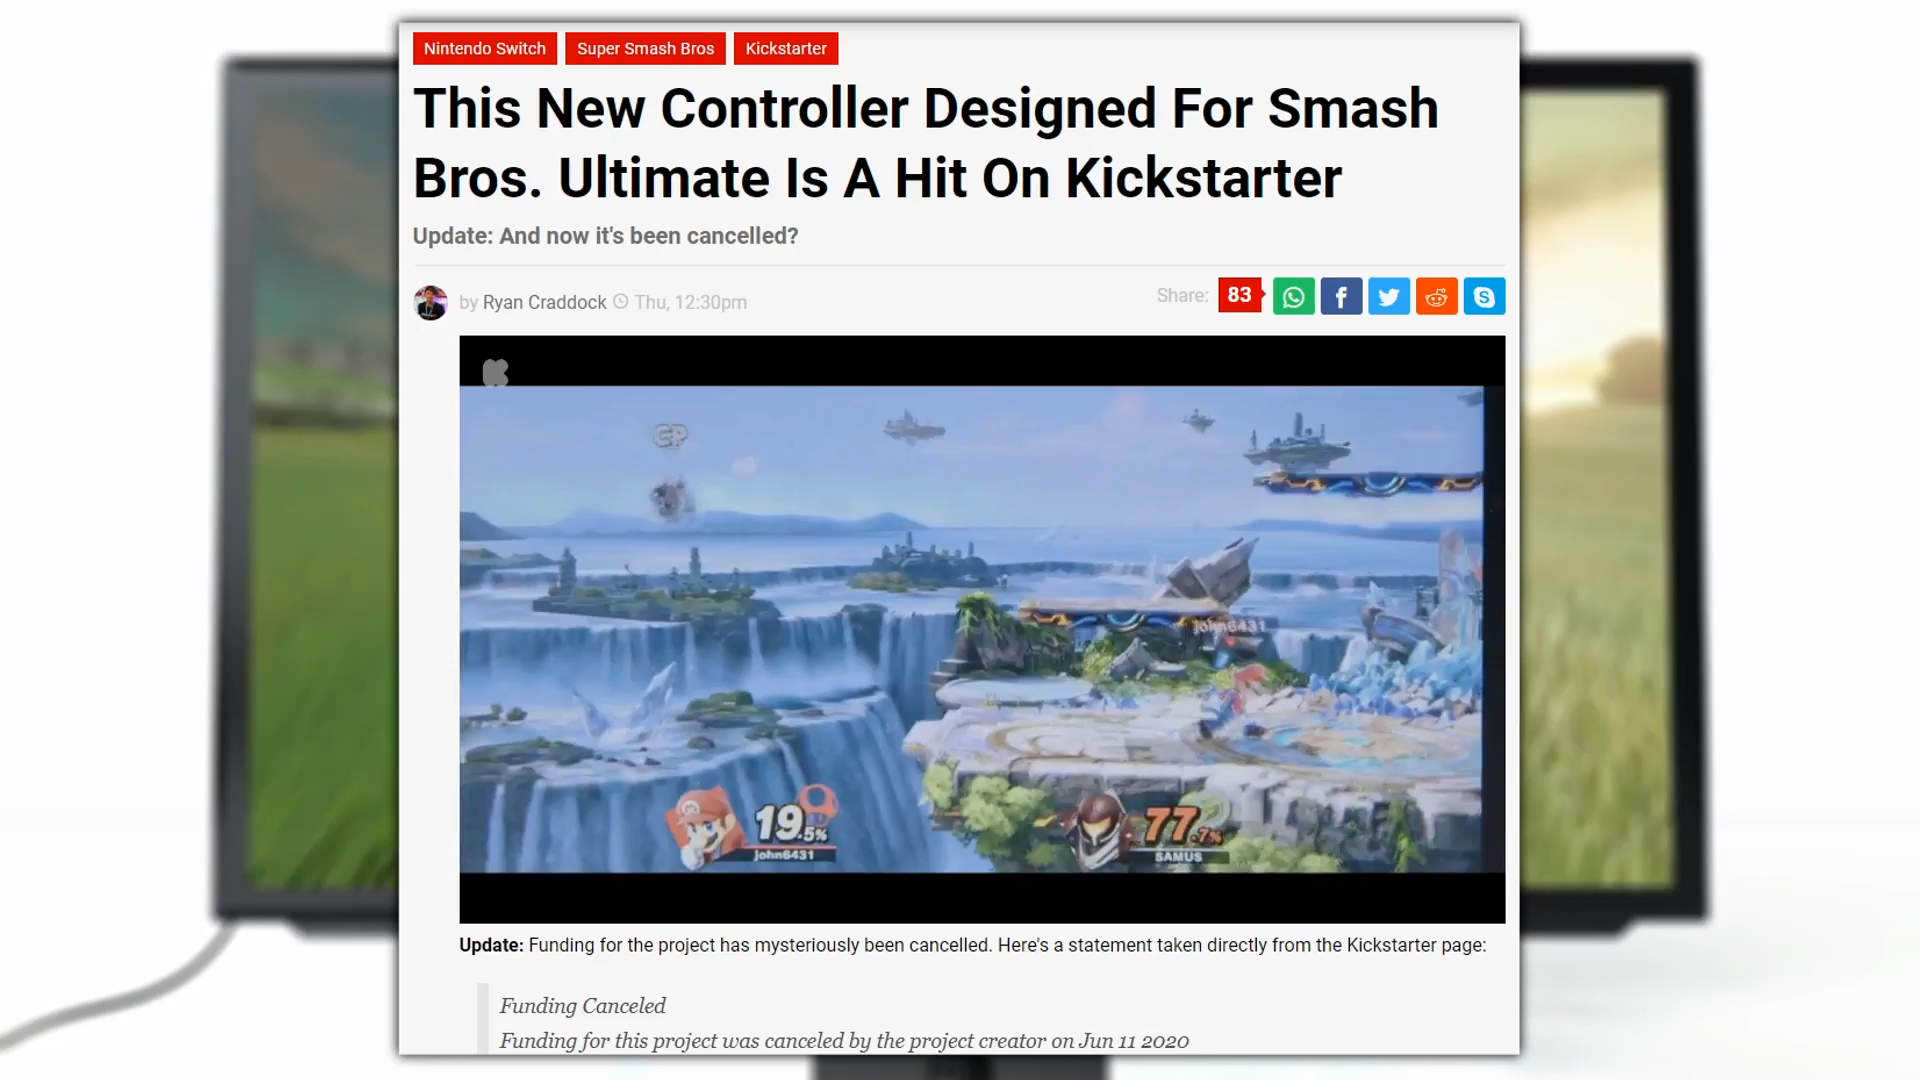 Nintendo Switch
Super Smash Bros
Kickstarter
This New Controller Designed For Smash
Bros. Ultimate Is A Hit On Kickstarter
Update: And now it's been cancelled?
by Ryan Craddock Thu, 12:30pm
Share: 83
CP
john6431
19.5%
john6431
77.7%
SAMUS
Update: Funding for the project has mysteriously been cancelled. Here's a statement taken directly from the Kickstarter page:
Funding Canceled
Funding for this project was canceled by the project creator on Jun 11 2020